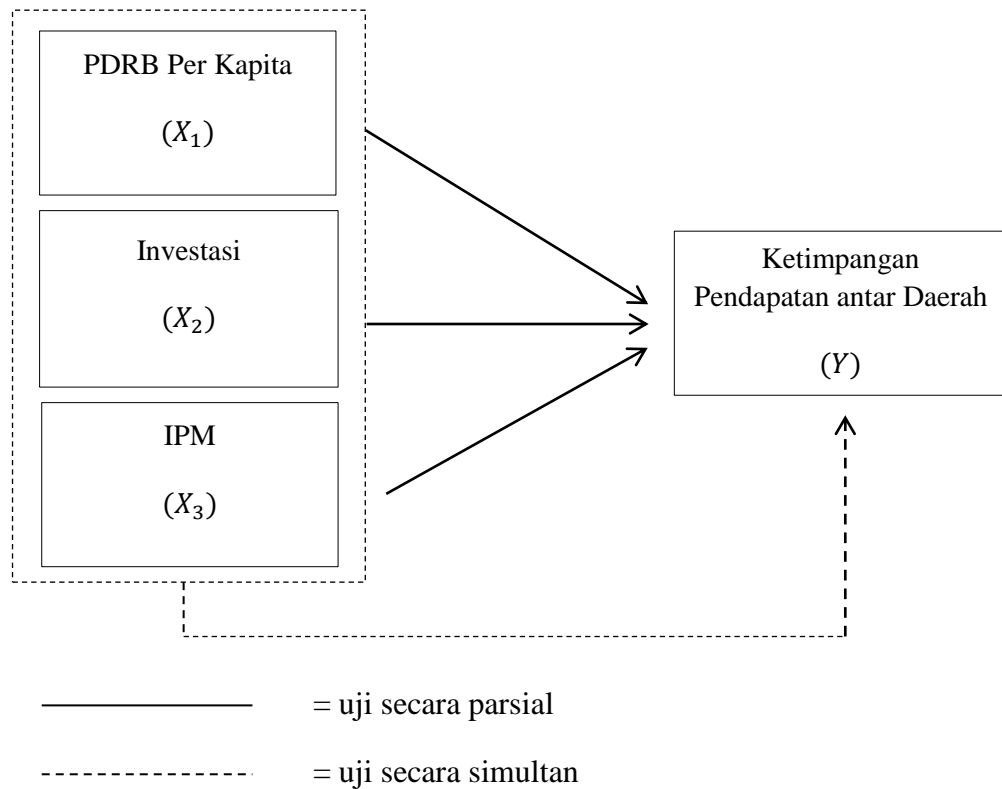 PDRB Per Kapita
(X₁)
Investasi
(X₂)
IPM
(X₃)
Ketimpangan
Pendapatan antar Daerah
(Y)
= uji secara parsial
= uji secara simultan